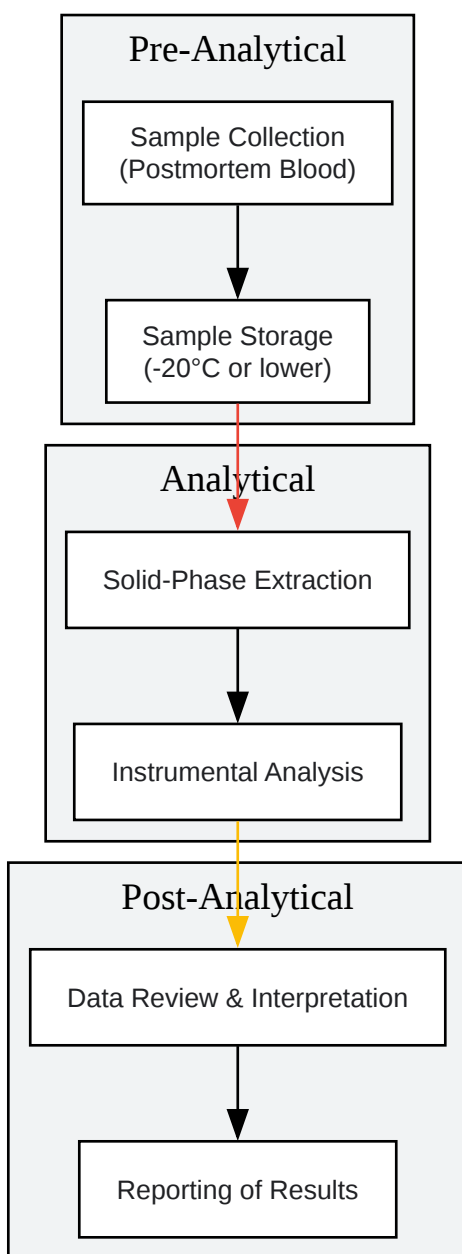 Pre-Analytical
Sample Collection
(Postmortem Blood)
Sample Storage
(-20°C or lower)
Analytical
Solid-Phase Extraction
Instrumental Analysis
Post-Analytical
Data Review & Interpretation
Reporting of Results